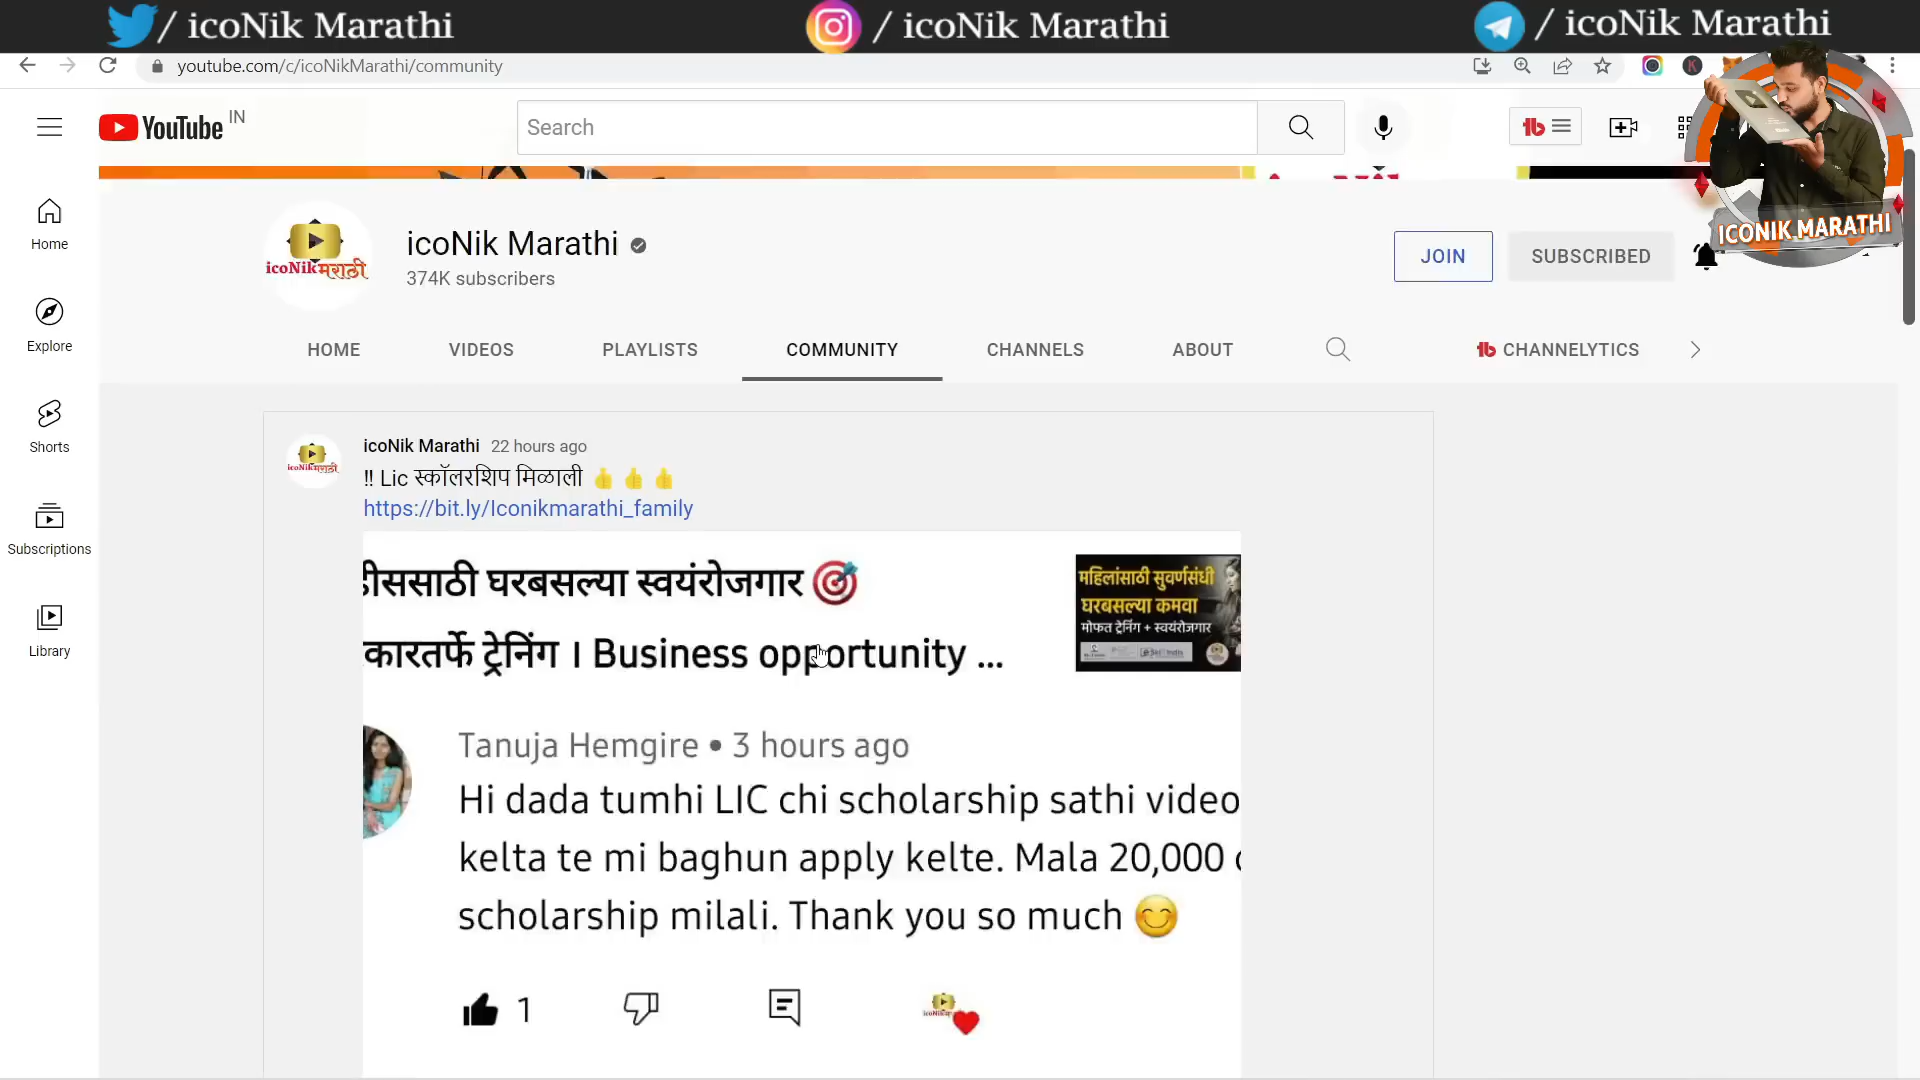 / icoNik Marathi
/ icoNik Marathi
/ icoNik Marathi
youtube.com/c/icoNikMarathi/community
YouTube IN
Search
ICONIK MARATHI
Home
Explore
Shorts
Subscriptions
Library
icoNikमराठी
icoNik Marathi
374K subscribers
JOIN
SUBSCRIBED
HOME
VIDEOS
PLAYLISTS
COMMUNITY
CHANNELS
ABOUT
CHANNELYTICS
icoNik Marathi 22 hours ago
‼ Lic स्कॉलरशिप मिळाली 👍 👍 👍
https://bit.ly/Iconikmarathi_family
ीससाठी घरबसल्या स्वयंरोजगार 🎯
कारतर्फे ट्रेनिंग । Business opportunity ...
महिलांसाठी सुवर्णसंधी
घरबसल्या कमवा
मोफत ट्रेनिंग + स्वयंरोजगार
Tanuja Hemgire • 3 hours ago
Hi dada tumhi LIC chi scholarship sathi video
kelta te mi baghun apply kelte. Mala 20,000
scholarship milali. Thank you so much 😊
1